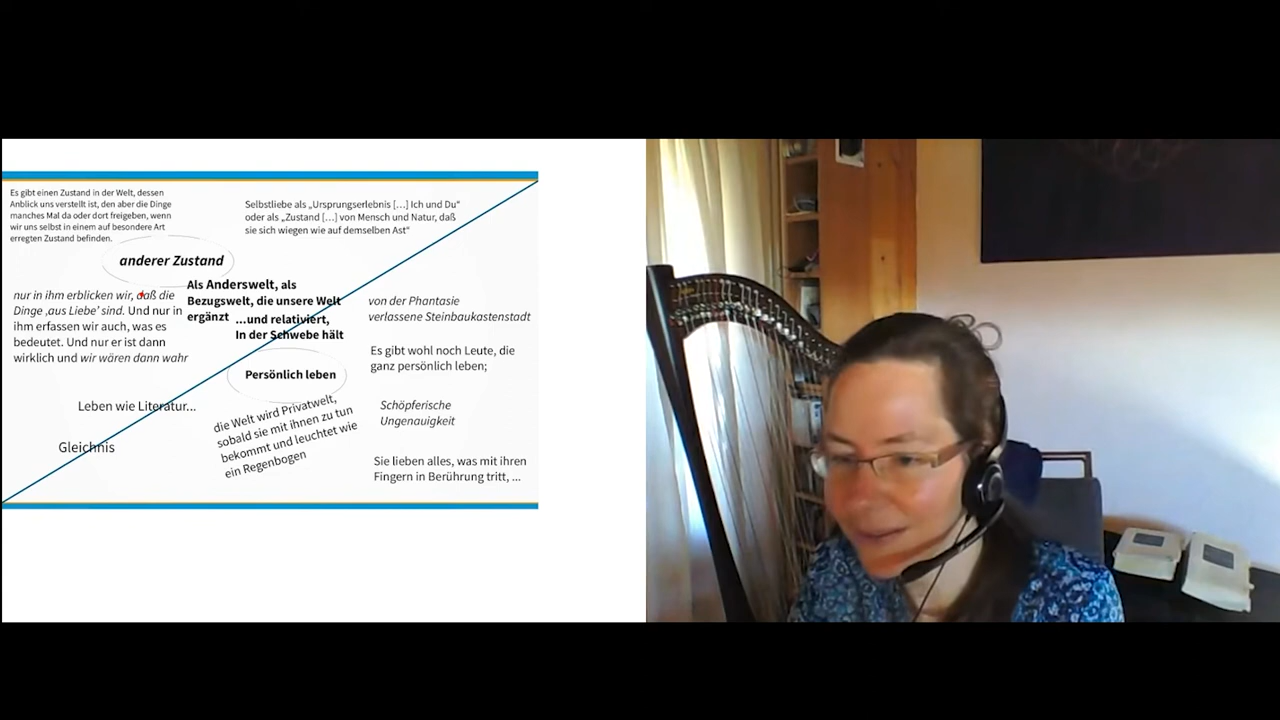 Es gibt einen Zustand in der Welt, dessen
Anblick uns verstellt ist, den aber die Dinge
manches Mal da oder dort freigeben, wenn
wir uns selbst in einem auf besondere Art
erregten Zustand befinden.
Selbstliebe als „Ursprungserlebnis [...] Ich und Du“
oder als „Zustand [...] von Mensch und Natur, daß
sie sich wiegen wie auf demselben Ast“
anderer Zustand
Als Anderswelt, als
Bezugswelt, die unsere Welt
ergänzt
...und relativiert,
In der Schwebe hält
nur in ihm erblicken wir, daß die
Dinge ‚aus Liebe‘ sind. Und nur in
ihm erfassen wir auch, was es
bedeutet. Und nur er ist dann
wirklich und wir wären dann wahr
von der Phantasie
verlassene Steinbaukastenstadt
Es gibt wohl noch Leute, die
ganz persönlich leben;
Persönlich leben
Leben wie Literatur...
Schöpferische
Ungenauigkeit
die Welt wird Privatwelt,
sobald sie mit ihnen zu tun
bekommt und leuchtet wie
ein Regenbogen
Gleichnis
Sie lieben alles, was mit ihren
Fingern in Berührung tritt, ...